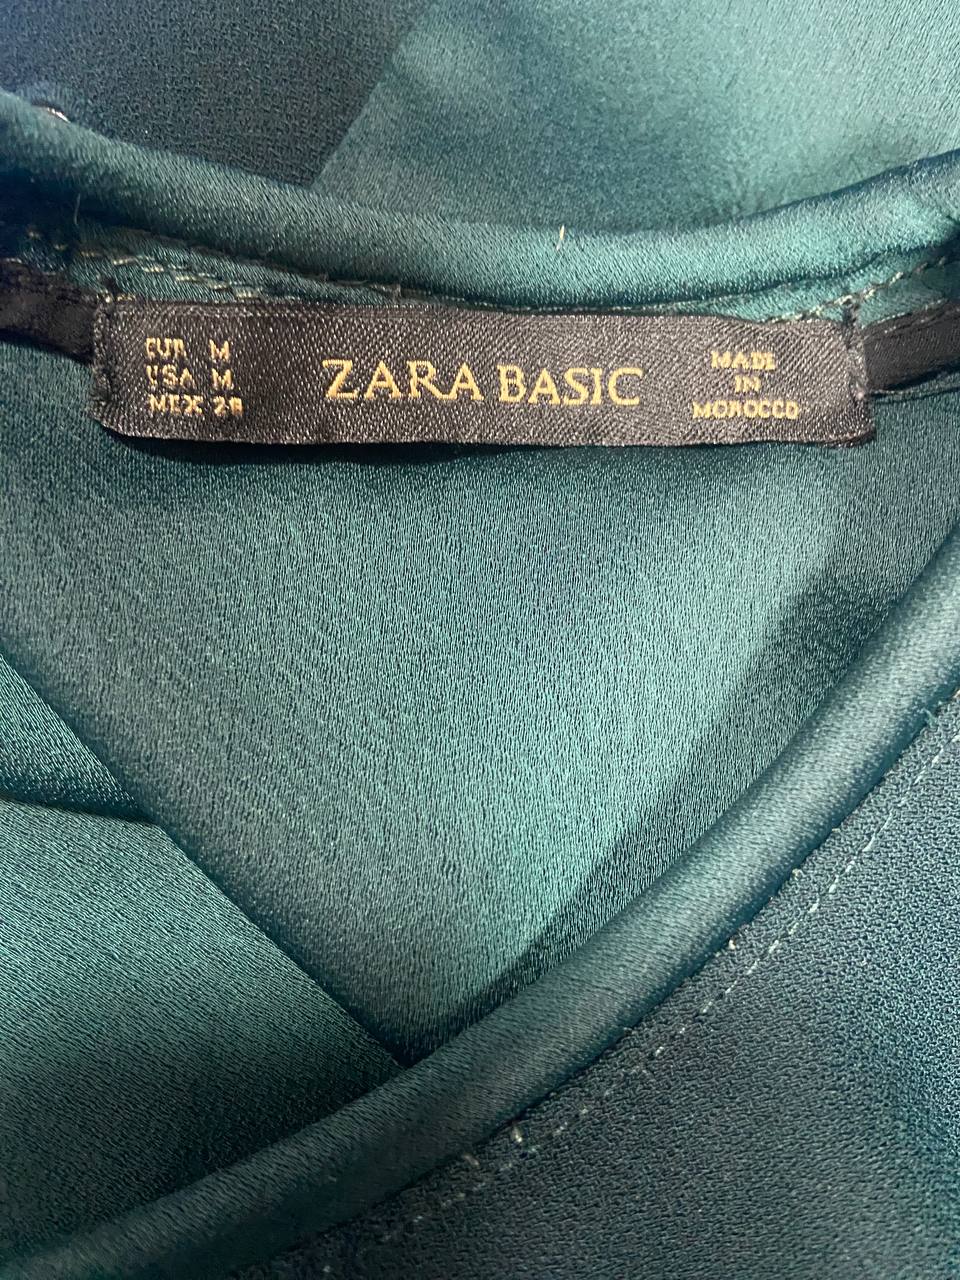 EUR M
USA M
MEX 28
ZARA BASIC
MADE
IN
MOROCCO